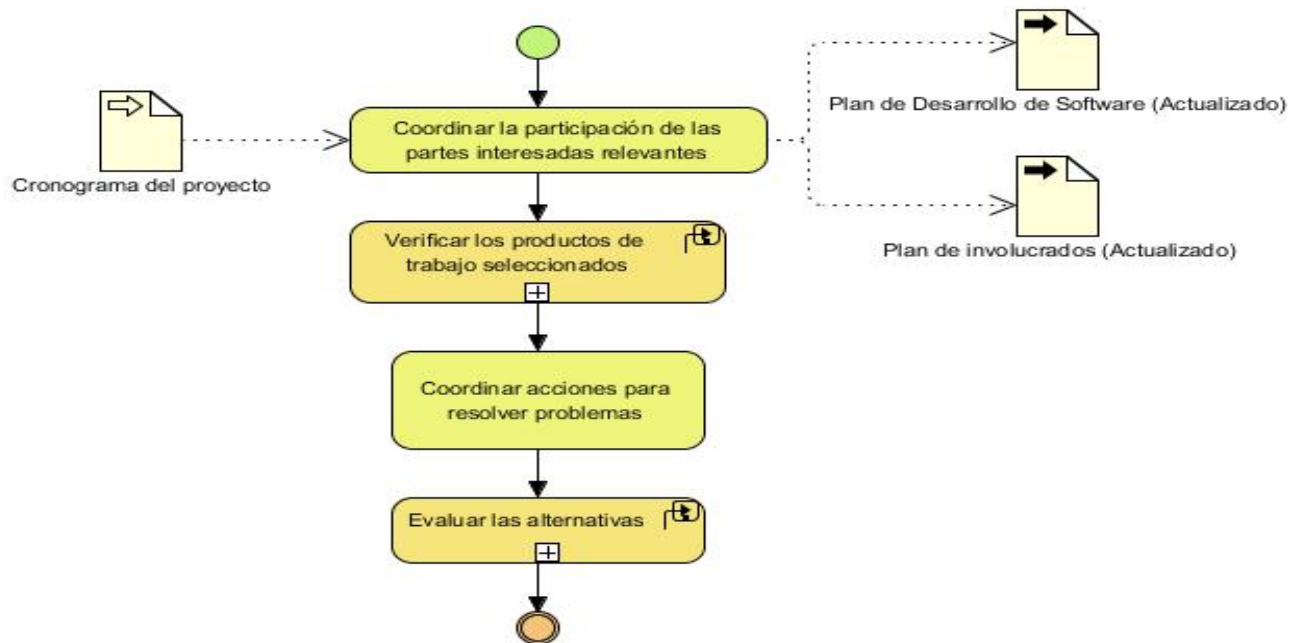 Plan de Desarrollo de Software (Actualizado)
Coordinar la participación de las
partes interesadas relevantes
Cronograma del proyecto
Plan de involucrados (Actualizado)
Verificar los productos de
trabajo seleccionados
Coordinar acciones para
resolver problemas
Evaluar las alternativas